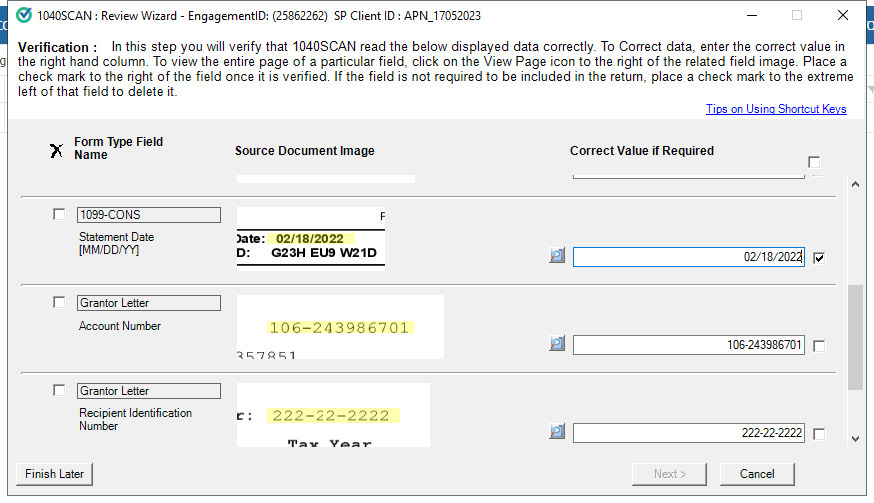 1040SCAN : Review Wizard - EngagementID: (25862262)  SP Client ID : APN_17052023
Verification :   In this step you will verify that 1040SCAN read the below displayed data correctly. To Correct data, enter the correct value in
the right hand column. To view the entire page of a particular field, click on the View Page icon to the right of the related field image. Place a
check mark to the right of the field once it is verified. If the field is not required to be included in the return, place a check mark to the extreme
left of that field to delete it.
Tips on Using Shortcut Keys
X Form Type Field
Name
Source Document Image
Correct Value if Required
1099-CONS
Statement Date
[MM/DD/YY]
Date: 02/18/2022
D: G23H EU9 W21D
02/18/2022
Grantor Letter
Account Number
106-243986701
357851
106-243986701
Grantor Letter
Recipient Identification
Number
r: 222-22-2222
Tax Year
222-22-2222
Finish Later
Next >
Cancel